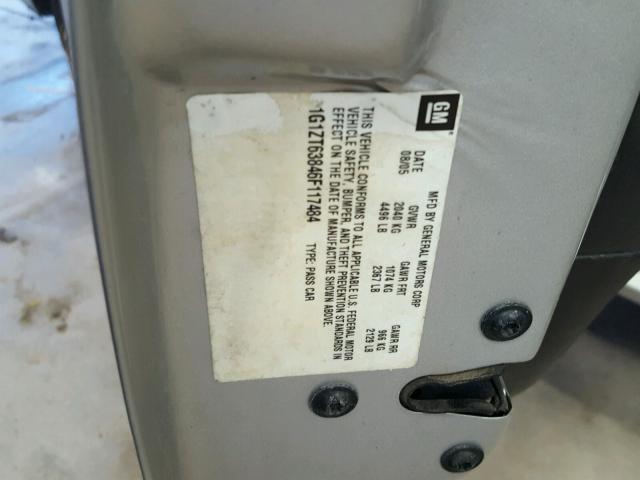 GM
MFD BY GENERAL MOTORS CORP
DATE GVWR GAWR FRT GAWR RR
08/05 2040 KG 1074 KG 966 KG
4496 LB 2367 LB 2129 LB
THIS VEHICLE CONFORMS TO ALL APPLICABLE U.S. FEDERAL MOTOR
VEHICLE SAFETY, BUMPER, AND THEFT PREVENTION STANDARDS IN
EFFECT ON THE DATE OF MANUFACTURE SHOWN ABOVE.
1G1ZT63846F117484 TYPE: PASS CAR